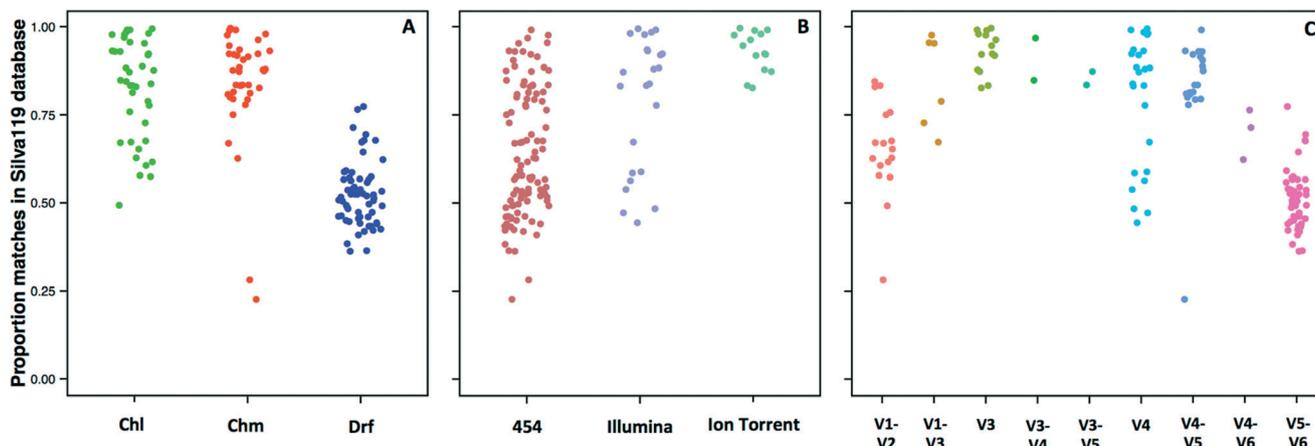 Proportion matches in Silva119 database
1.00
0.75
0.50
0.25
0.00
A
Chl
Chm
Drf
B
454
Illumina
Ion Torrent
C
V1-
V2
V1-
V3
V3
V3-
V4
V3-
V5
V4
V4-
V5
V4-
V6
V5-
V6